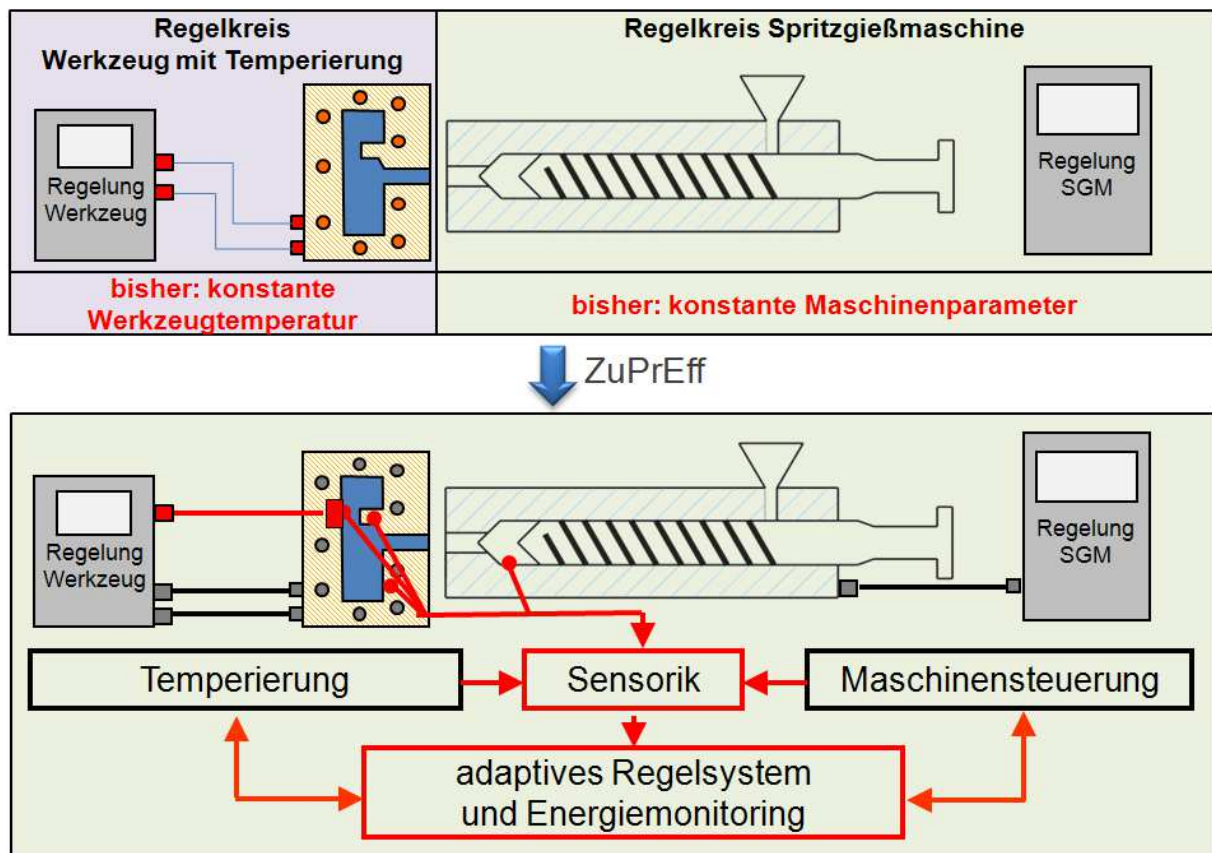 Regelkreis
Werkzeug mit Temperierung
Regelkreis Spritzgießmaschine
Regelung
Werkzeug
Regelung
SGM
bisher: konstante
Werkzeugtemperatur
bisher: konstante Maschinenparameter
ZuPrEff
Regelung
Werkzeug
Regelung
SGM
Temperierung
Sensorik
Maschinensteuerung
adaptives Regelsystem
und Energiemonitoring